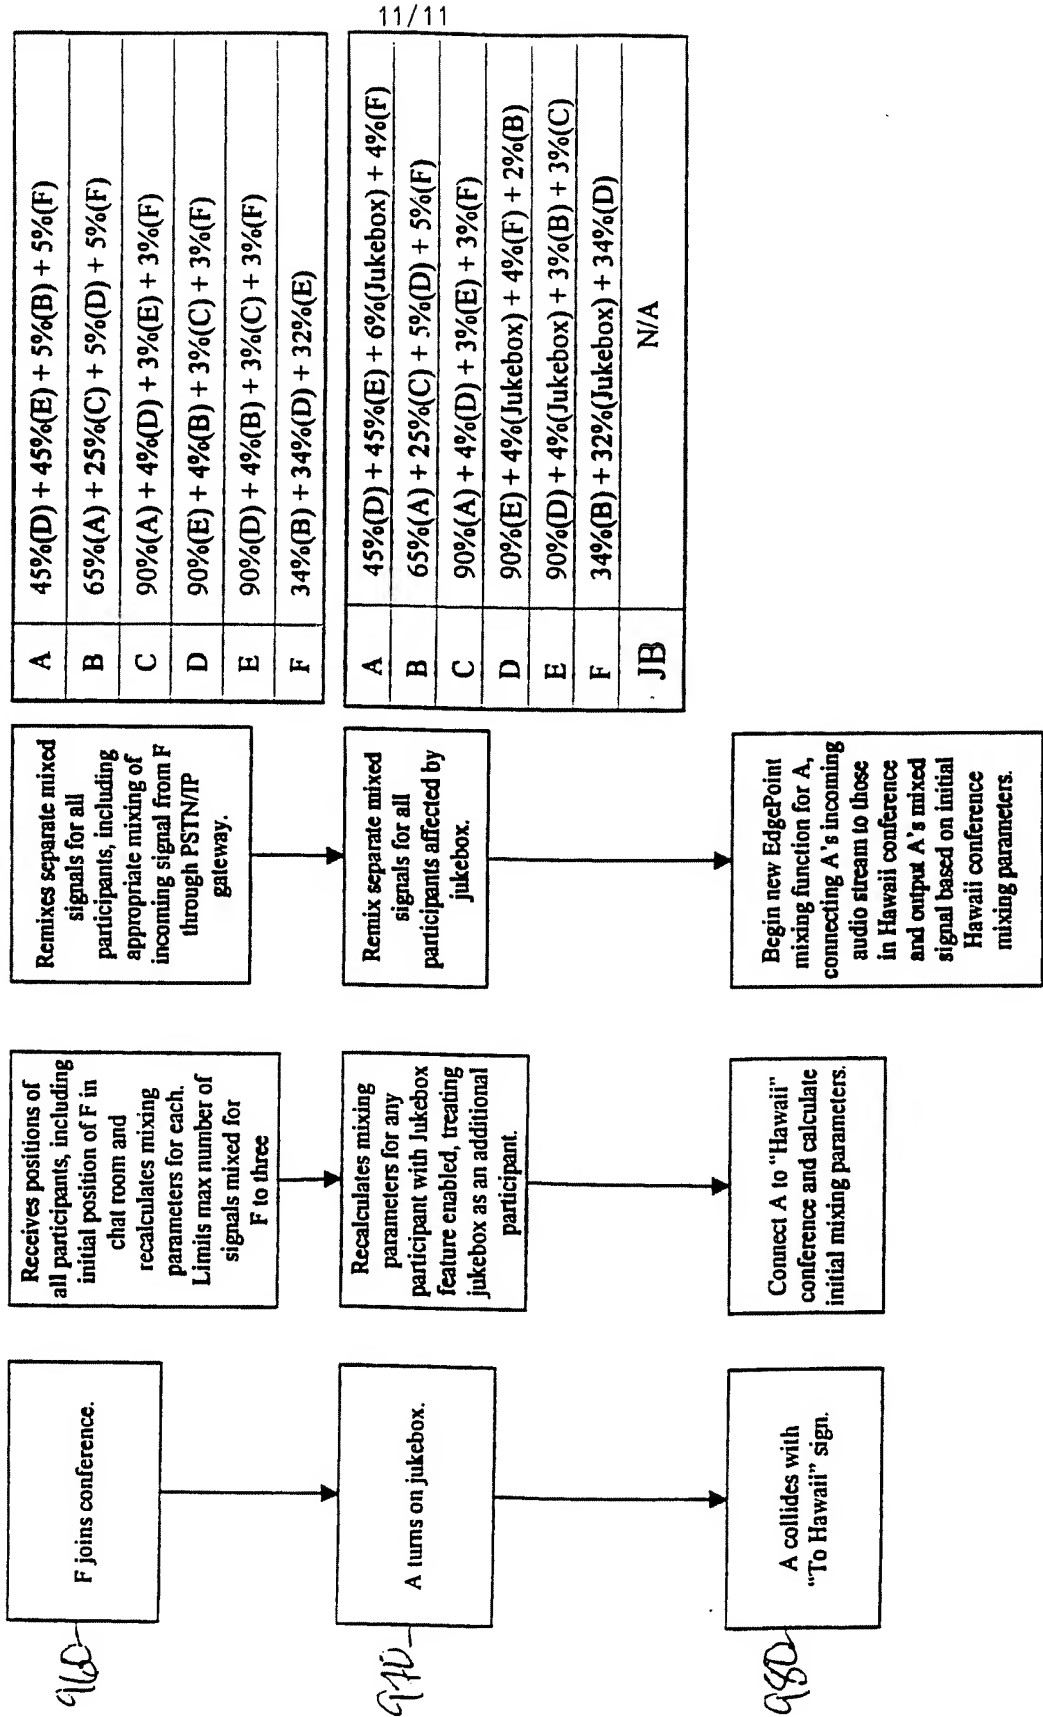 11/11
960
F joins conference.
Receives positions of
all participants, including
initial position of F in
chat room and
recalculates mixing
parameters for each.
Limits max number of
signals mixed for
F to three
Remixes separate mixed
signals for all
participants, including
appropriate mixing of
incoming signal from F
through PSTN/IP
gateway.
A 45%(D) + 45%(E) + 5%(B) + 5%(F)
B 65%(A) + 25%(C) + 5%(D) + 5%(F)
C 90%(A) + 4%(D) + 3%(E) + 3%(F)
D 90%(E) + 4%(B) + 3%(C) + 3%(F)
E 90%(D) + 4%(B) + 3%(C) + 3%(F)
F 34%(B) + 34%(D) + 32%(E)
970
A turns on jukebox.
Recalculates mixing
parameters for any
participant with Jukebox
feature enabled, treating
jukebox as an additional
participant.
Remix separate mixed
signals for all
participants affected by
jukebox.
A 45%(D) + 45%(E) + 6%(Jukebox) + 4%(F)
B 65%(A) + 25%(C) + 5%(D) + 5%(F)
C 90%(A) + 4%(D) + 3%(E) + 3%(F)
D 90%(E) + 4%(Jukebox) + 4%(F) + 2%(B)
E 90%(D) + 4%(Jukebox) + 3%(B) + 3%(C)
F 34%(B) + 32%(Jukebox) + 34%(D)
JB N/A
980
A collides with
"To Hawaii" sign.
Connect A to "Hawaii"
conference and calculate
initial mixing parameters.
Begin new EdgePoint
mixing function for A,
connecting A's incoming
audio stream to those
in Hawaii conference
and output A's mixed
signal based on initial
Hawaii conference
mixing parameters.